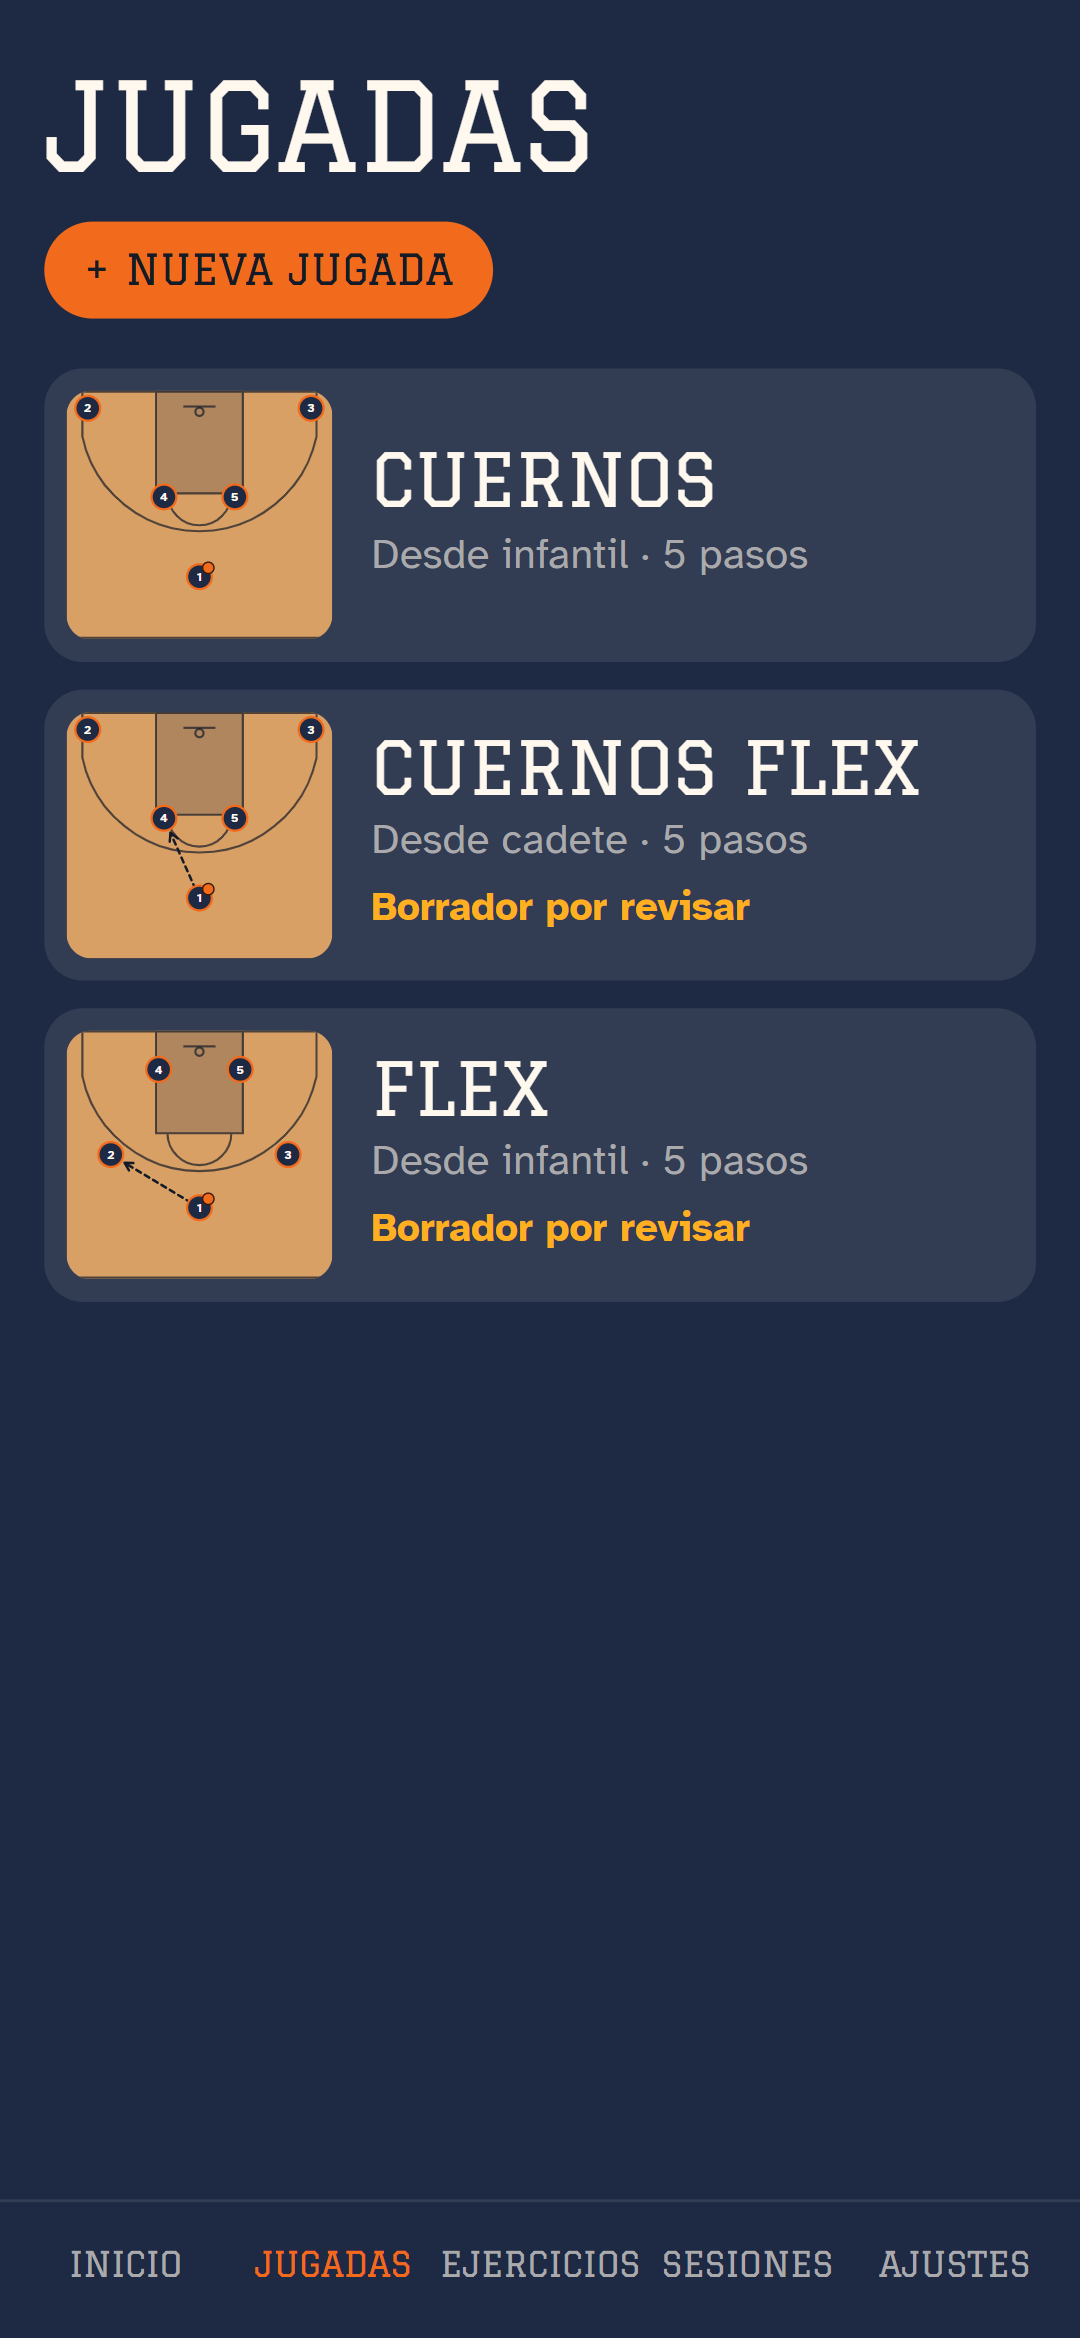 JUGADAS
+ NUEVA JUGADA
2 3
4 5
1
CUERNOS
Desde infantil · 5 pasos
2 3
4 5
1
CUERNOS FLEX
Desde cadete · 5 pasos
Borrador por revisar
4 5
2 3
1
FLEX
Desde infantil · 5 pasos
Borrador por revisar
INICIO JUGADAS EJERCICIOS SESIONES AJUSTES